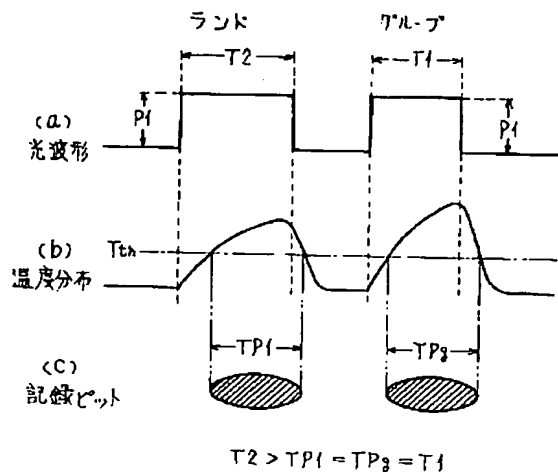 ランド グルーブ
T2 T1
P1 P1
(a)
光波形
(b) Tth
温度分布
TP1 TPg
(c)
記録ピット
T2 > TP1 = TPg = T1